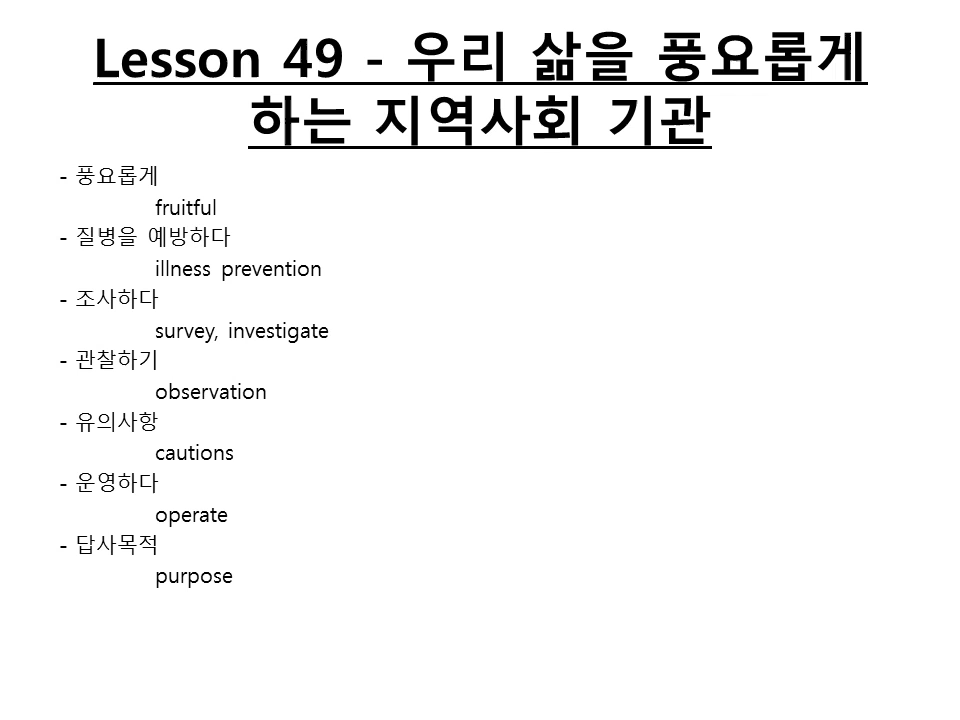 Lesson 49 - 우리 삶을 풍요롭게
하는 지역사회 기관
- 풍요롭게
fruitful
- 질병을 예방하다
illness prevention
- 조사하다
survey, investigate
- 관찰하기
observation
- 유의사항
cautions
- 운영하다
operate
- 답사목적
purpose